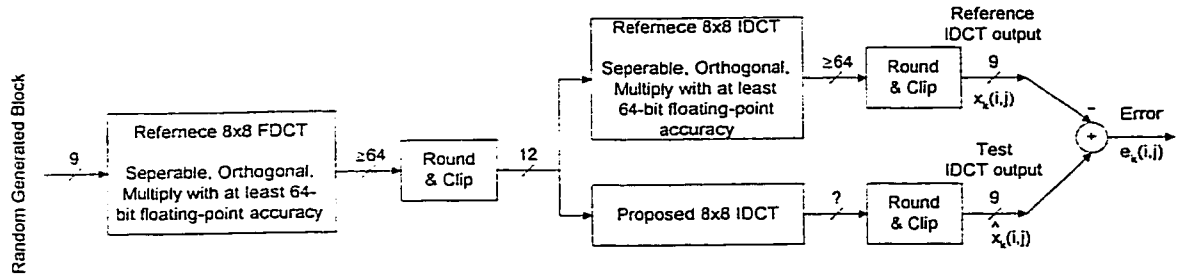 Random Generated Block
9
Refernece 8x8 FDCT
Seperable, Orthogonal,
Multiply with at least 64-
bit floating-point accuracy
≥64
Round
& Clip
12
Refernece 8x8 IDCT
Seperable, Orthogonal,
Multiply with at least
64-bit floating-point
accuracy
≥64
Round
& Clip
Reference
IDCT output
9
x_k(i,j)
Proposed 8x8 IDCT
?
Round
& Clip
Test
IDCT output
9
x̂_k(i,j)
-
+
Error
e_k(i,j)